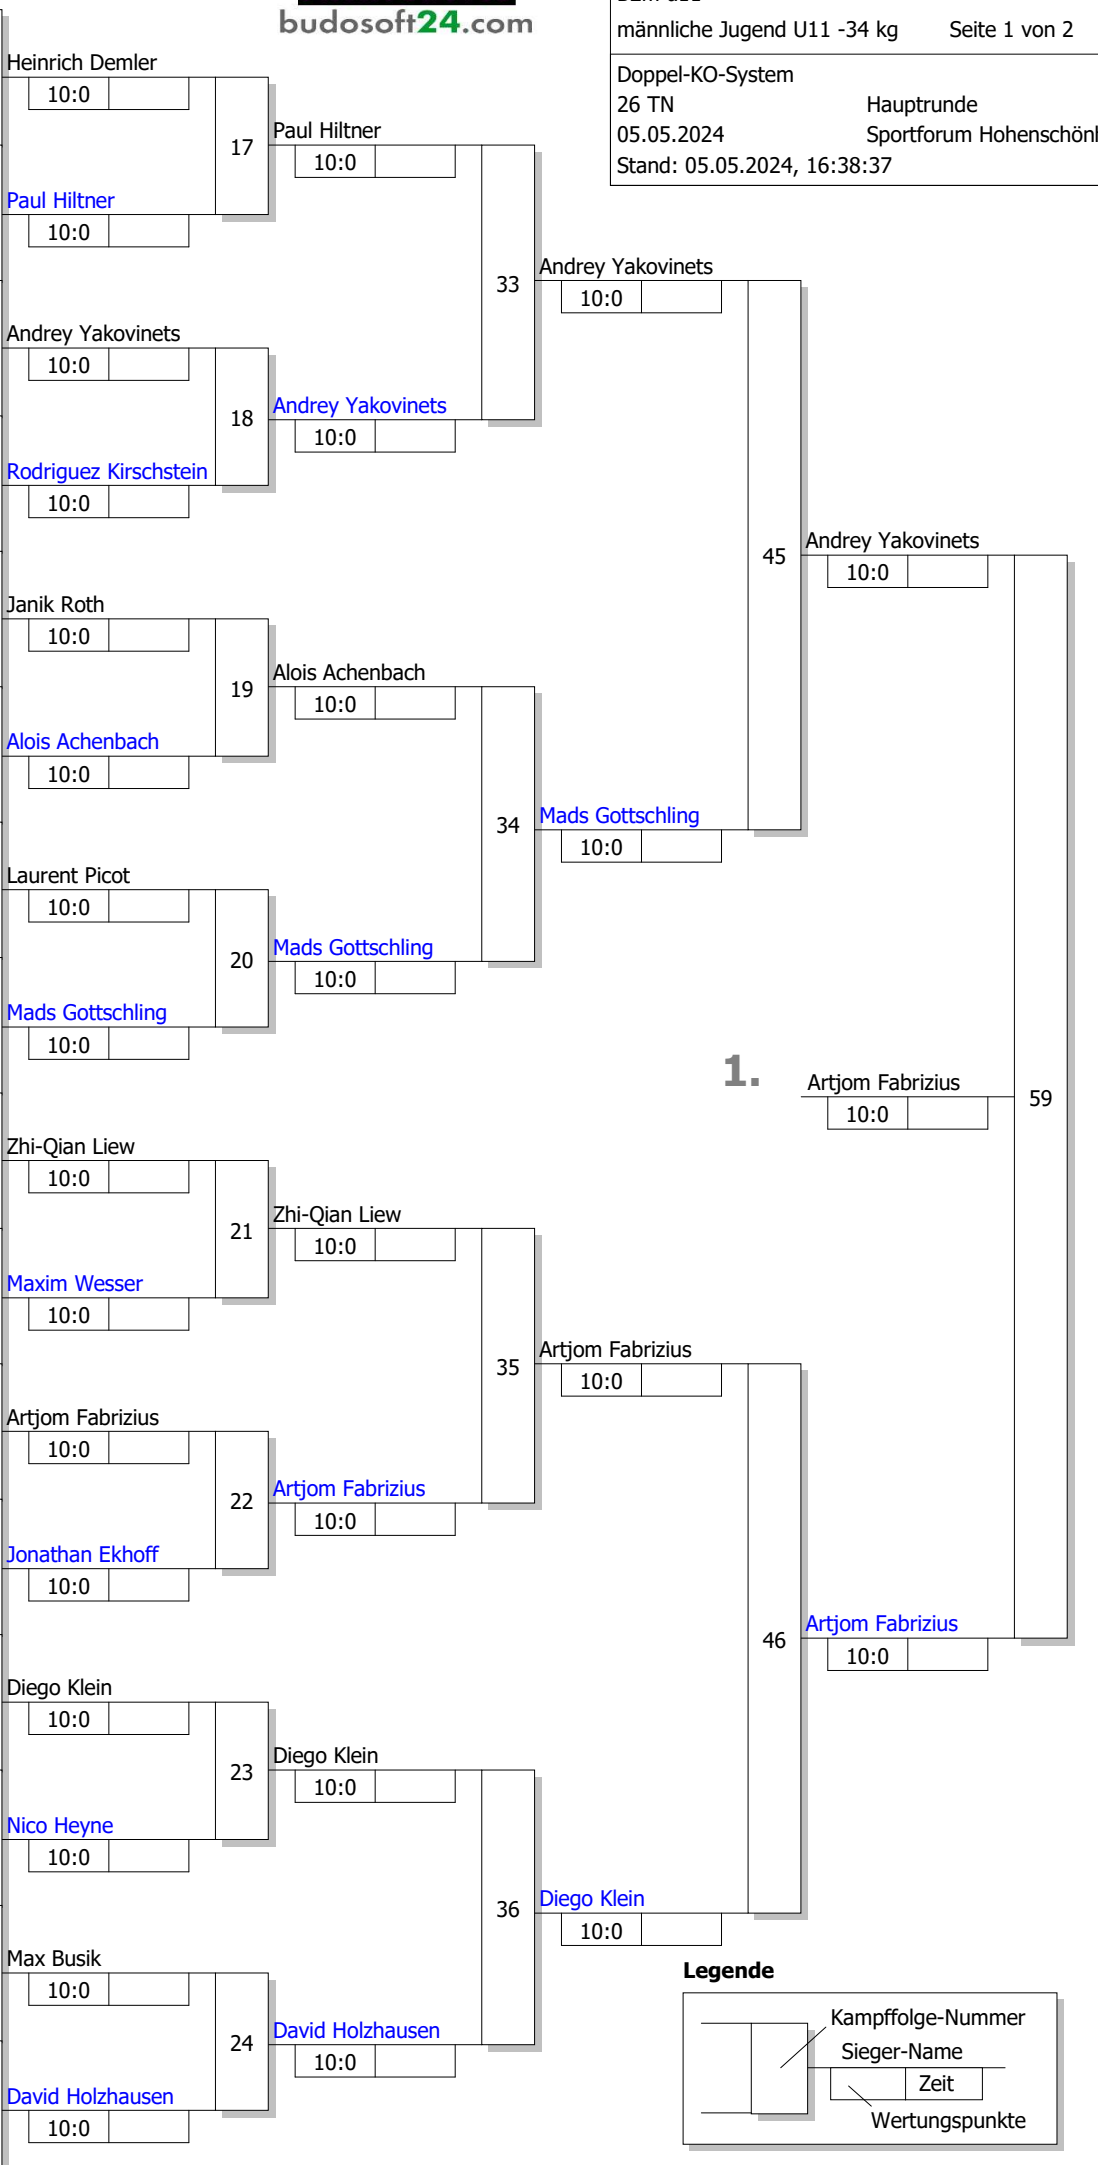 budosoft24.com
männliche Jugend U11 -34 kg Seite 1 von 2
Doppel-KO-System
26 TN Hauptrunde
05.05.2024 Sportforum
Stand: 05.05.2024, 16:38:37
Heinrich Demler
10:0
17
Paul Hiltner
10:0
Paul Hiltner
10:0
33
Andrey Yakovinets
10:0
Andrey Yakovinets
10:0
18
Andrey Yakovinets
10:0
Rodriguez Kirschstein
10:0
45
Andrey Yakovinets
10:0
Janik Roth
10:0
19
Alois Achenbach
10:0
Alois Achenbach
10:0
34
Mads Gottschling
10:0
Laurent Picot
10:0
20
Mads Gottschling
10:0
Mads Gottschling
10:0
1.
Artjom Fabrizius
10:0
59
Zhi-Qian Liew
10:0
21
Zhi-Qian Liew
10:0
Maxim Wesser
10:0
35
Artjom Fabrizius
10:0
Artjom Fabrizius
10:0
22
Artjom Fabrizius
10:0
Jonathan Ekhoff
10:0
46
Artjom Fabrizius
10:0
Diego Klein
10:0
23
Diego Klein
10:0
Nico Heyne
10:0
36
Diego Klein
10:0
Max Busik
10:0
24
David Holzhausen
10:0
David Holzhausen
10:0
Legende
Kampffolge-Nummer
Sieger-Name
Zeit
Wertungspunkte